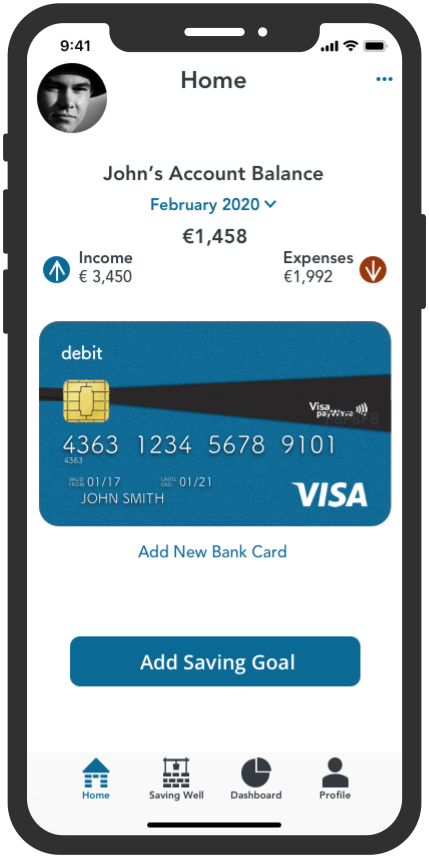 9:41
Home
John's Account Balance
February 2020
€1,458
Income
€ 3,450
Expenses
€1,992
debit
Visa
payWave
4363 1234 5678 9101
4363
VALID FROM 01/17 UNTIL END 01/21
JOHN SMITH
VISA
Add New Bank Card
Add Saving Goal
Home Saving Well Dashboard Profile